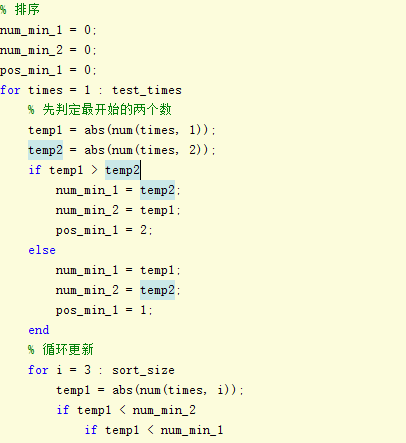 % 排序
num_min_1 = 0;
num_min_2 = 0;
pos_min_1 = 0;
for times = 1 : test_times
% 先判定最开始的两个数
temp1 = abs(num(times, 1));
temp2 = abs(num(times, 2));
if temp1 > temp2
num_min_1 = temp2;
num_min_2 = temp1;
pos_min_1 = 2;
else
num_min_1 = temp1;
num_min_2 = temp2;
pos_min_1 = 1;
end
% 循环更新
for i = 3 : sort_size
temp1 = abs(num(times, i));
if temp1 < num_min_2
if temp1 < num_min_1